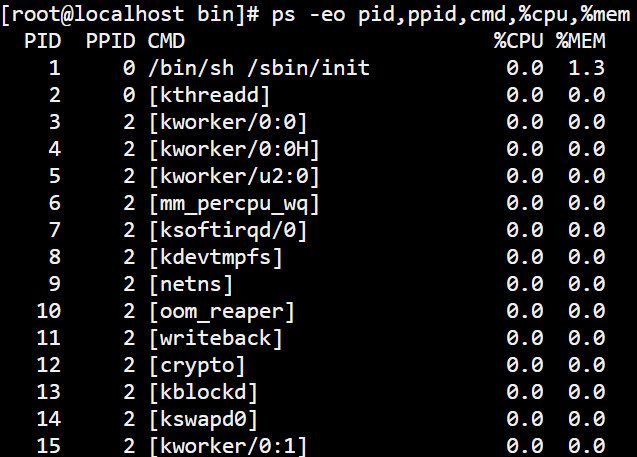 [root@localhost bin]# ps -eo pid,ppid,cmd,%cpu,%mem
PID PPID CMD %CPU %MEM
1 0 /bin/sh /sbin/init 0.0 1.3
2 0 [kthreadd] 0.0 0.0
3 2 [kworker/0:0] 0.0 0.0
4 2 [kworker/0:0H] 0.0 0.0
5 2 [kworker/u2:0] 0.0 0.0
6 2 [mm_percpu_wq] 0.0 0.0
7 2 [ksoftirqd/0] 0.0 0.0
8 2 [kdevtmpfs] 0.0 0.0
9 2 [netns] 0.0 0.0
10 2 [oom_reaper] 0.0 0.0
11 2 [writeback] 0.0 0.0
12 2 [crypto] 0.0 0.0
13 2 [kblockd] 0.0 0.0
14 2 [kswapd0] 0.0 0.0
15 2 [kworker/0:1] 0.0 0.0